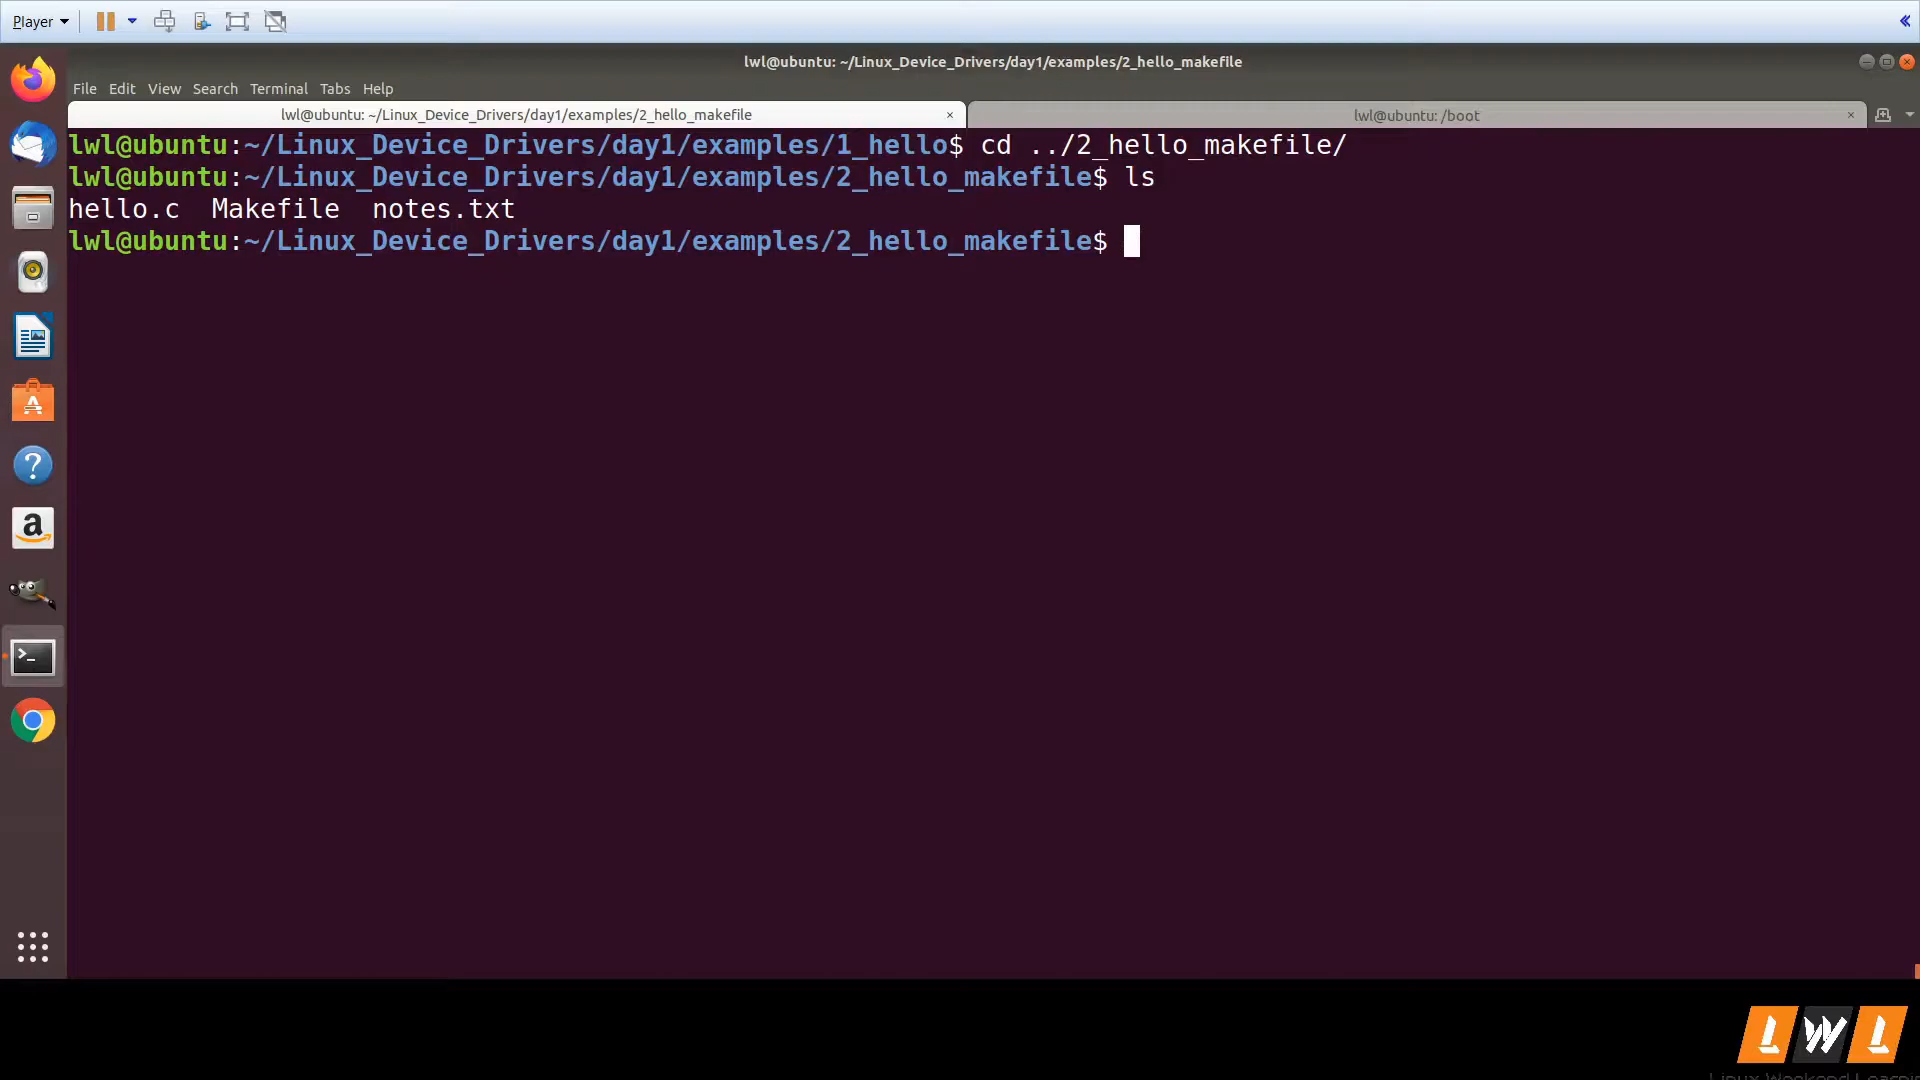 Player
lwl@ubuntu: ~/Linux_Device_Drivers/day1/examples/2_hello_makefile
File Edit View Search Terminal Tabs Help
lwl@ubuntu: ~/Linux_Device_Drivers/day1/examples/2_hello_makefile
lwl@ubuntu: /boot
lwl@ubuntu:~/Linux_Device_Drivers/day1/examples/1_hello$ cd ../2_hello_makefile/
lwl@ubuntu:~/Linux_Device_Drivers/day1/examples/2_hello_makefile$ ls
hello.c Makefile notes.txt
lwl@ubuntu:~/Linux_Device_Drivers/day1/examples/2_hello_makefile$
LWL